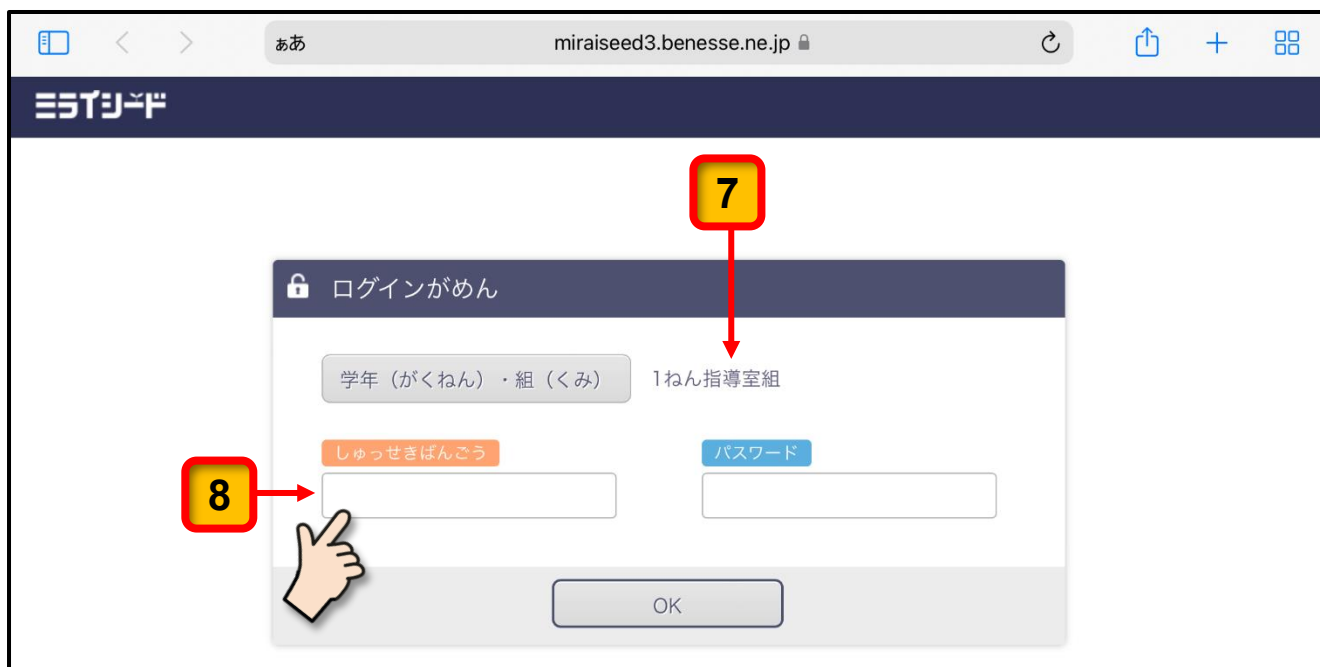 ぁあ miraiseed3.benesse.ne.jp
ミライシード
7
ログインがめん
学年（がくねん）・組（くみ） 1ねん指導室組
しゅっせきばんごう パスワード
8
OK